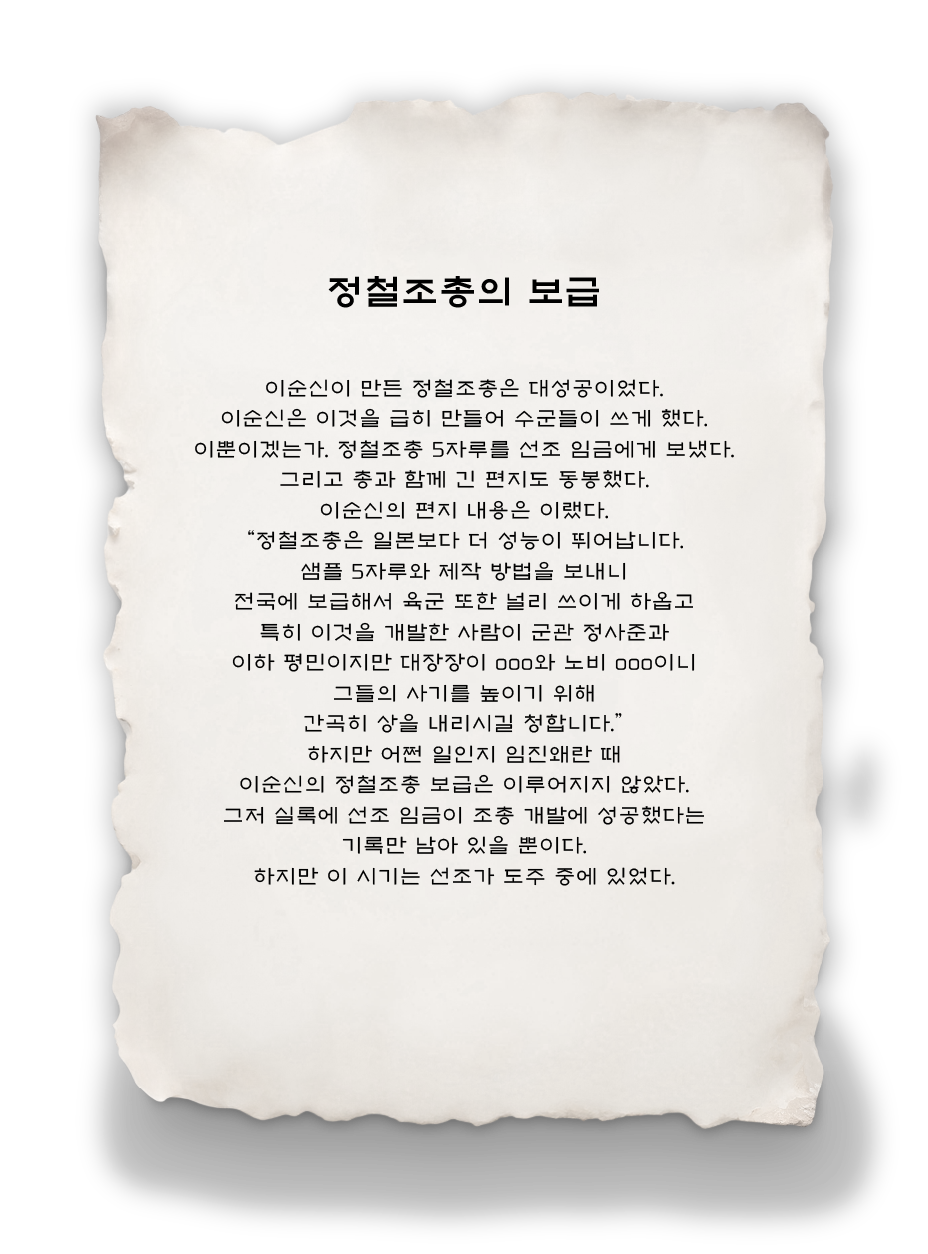 정철조총의 보급
이순신이 만든 정철조총은 대성공이었다.
이순신은 이것을 급히 만들어 수군들이 쓰게 했다.
이뿐이겠는가. 정철조총 5자루를 선조 임금에게 보냈다.
그리고 총과 함께 긴 편지도 동봉했다.
이순신의 편지 내용은 이랬다.
“정철조총은 일본보다 더 성능이 뛰어납니다.
샘플 5자루와 제작 방법을 보내니
전국에 보급해서 육군 또한 널리 쓰이게 하옵고
특히 이것을 개발한 사람이 군관 정사준과
이하 평민이지만 대장장이 ooo와 노비 ooo이니
그들의 사기를 높이기 위해
간곡히 상을 내리시길 청합니다.”
하지만 어쩐 일인지 임진왜란 때
이순신의 정철조총 보급은 이루어지지 않았다.
그저 실록에 선조 임금이 조총 개발에 성공했다는
기록만 남아 있을 뿐이다.
하지만 이 시기는 선조가 도주 중에 있었다.